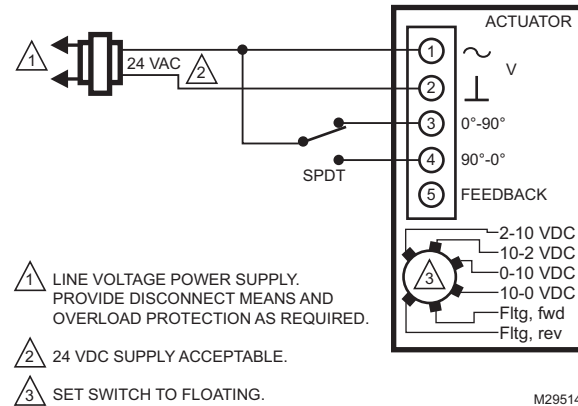 ACTUATOR
1
24 VAC
2
1
V
2
3
0°-90°
4
90°-0°
SPDT
5
FEEDBACK
2-10 VDC
10-2 VDC
0-10 VDC
10-0 VDC
3
Fltg, fwd
Fltg, rev
1 LINE VOLTAGE POWER SUPPLY.
PROVIDE DISCONNECT MEANS AND
OVERLOAD PROTECTION AS REQUIRED.
2 24 VDC SUPPLY ACCEPTABLE.
3 SET SWITCH TO FLOATING.
M29514